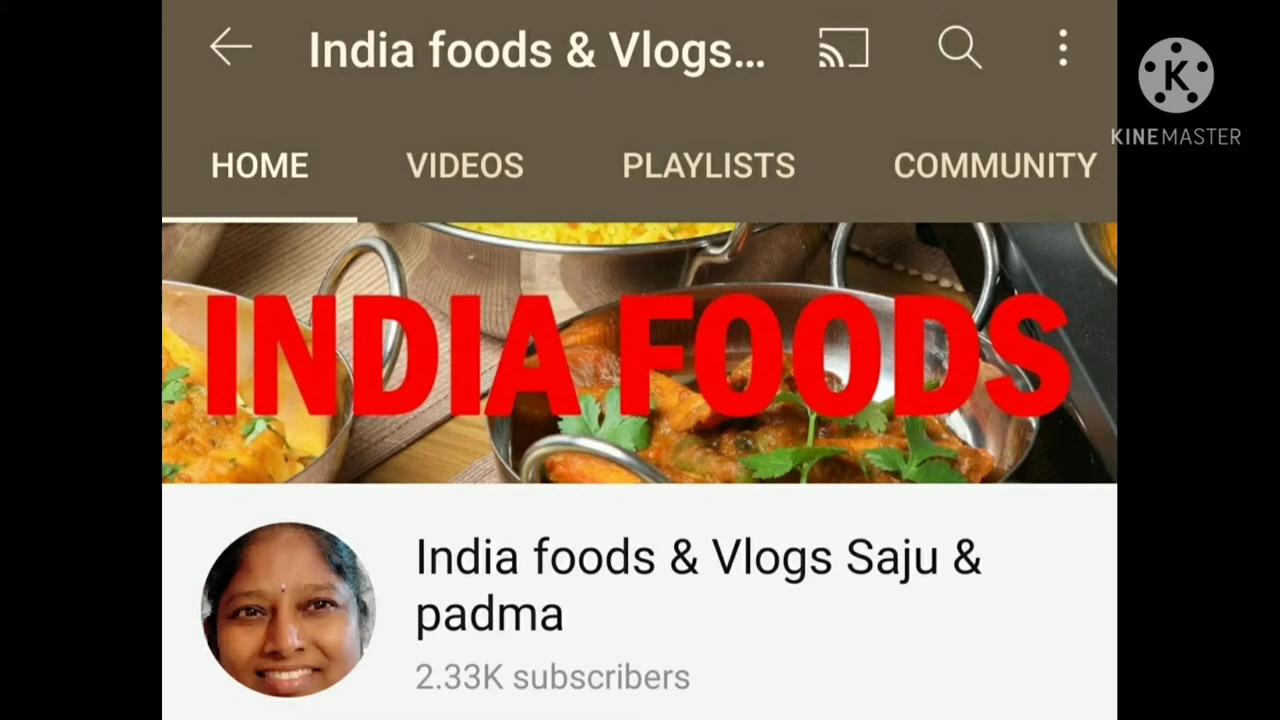 India foods & Vlogs...
K
KINEMASTER
HOME VIDEOS PLAYLISTS COMMUNITY
INDIA FOODS
India foods & Vlogs Saju &
padma
2.33K subscribers